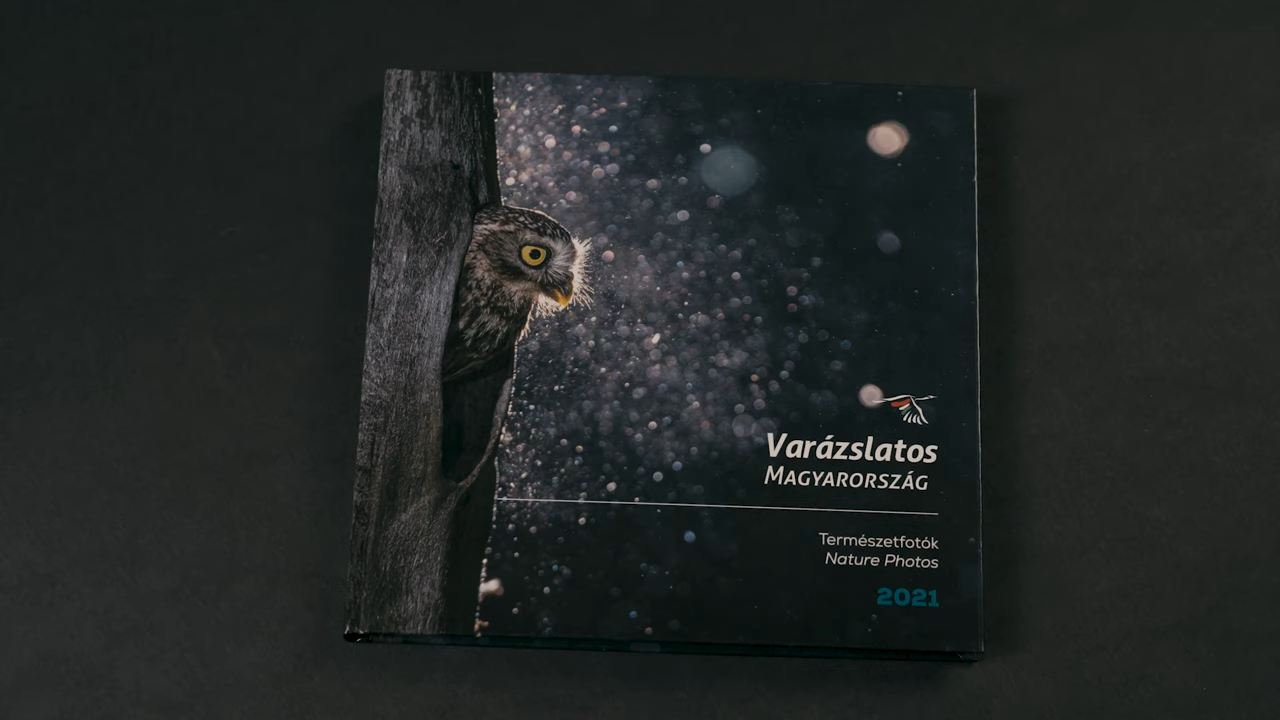 Varázslatos
MAGYARORSZÁG
Természetfotók
Nature Photos
2021